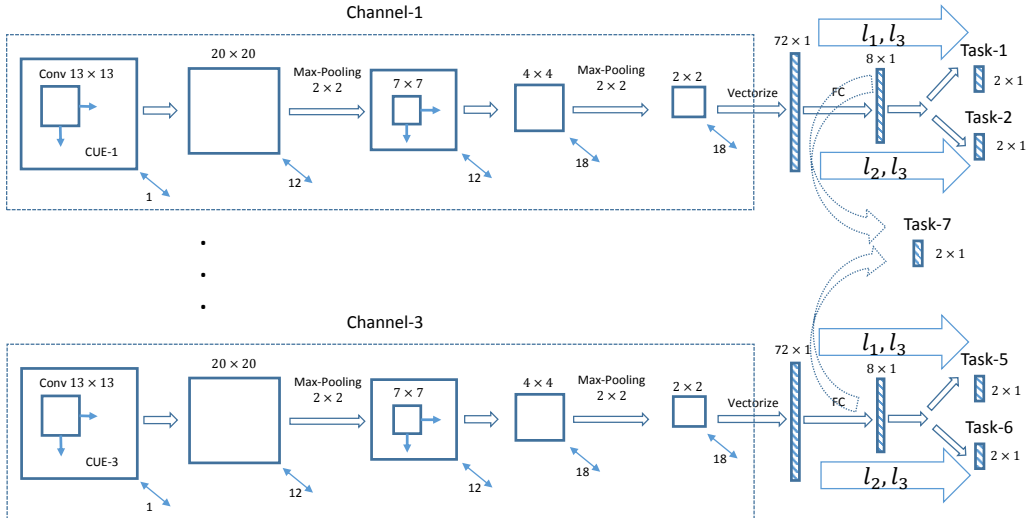 Channel-1
Conv 13 × 13
CUE-1
1
20 × 20
12
Max-Pooling
2 × 2
7 × 7
12
4 × 4
18
Max-Pooling
2 × 2
2 × 2
18
Vectorize
72 × 1
FC
8 × 1
l₁, l₃
l₂, l₃
Task-1
2 × 1
Task-2
2 × 1
Task-7
2 × 1
Channel-3
Conv 13 × 13
CUE-3
1
20 × 20
12
Max-Pooling
2 × 2
7 × 7
12
4 × 4
18
Max-Pooling
2 × 2
2 × 2
18
Vectorize
72 × 1
FC
8 × 1
l₁, l₃
l₂, l₃
Task-5
2 × 1
Task-6
2 × 1